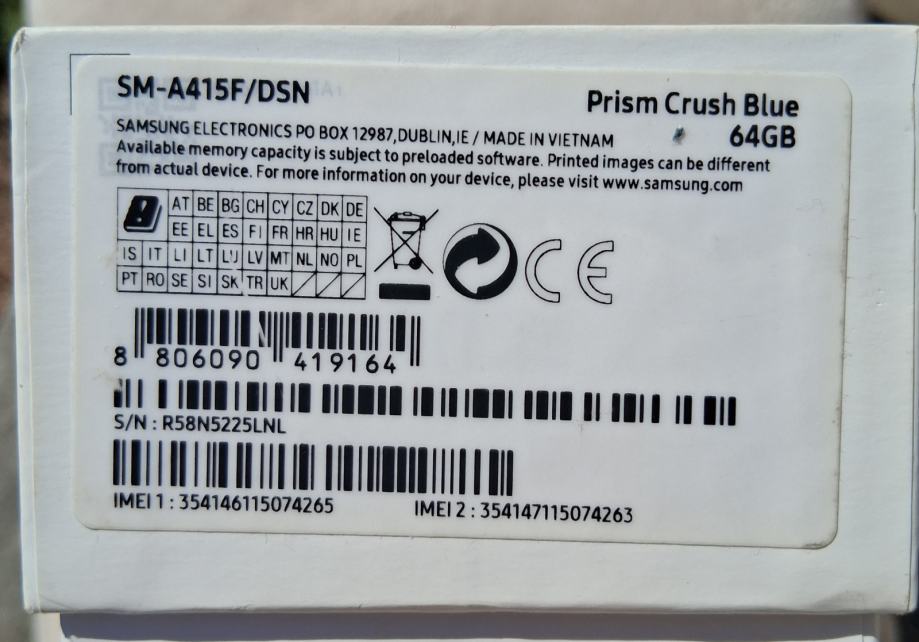 SM-A415F/DSN
Prism Crush Blue
64GB
SAMSUNG ELECTRONICS PO BOX 12987,DUBLIN,IE / MADE IN VIETNAM
Available memory capacity is subject to preloaded software. Printed images can be different
from actual device. For more information on your device, please visit www.samsung.com
AT BE BG CH CY CZ DK DE
EE EL ES FI FR HR HU IE
IS IT LI LT LU LV MT NL NO PL
PT RO SE SI SK TR UK
CE
8 806090 419164
S/N : R58N5225LNL
IMEI 1 : 354146115074265
IMEI 2 : 354147115074263